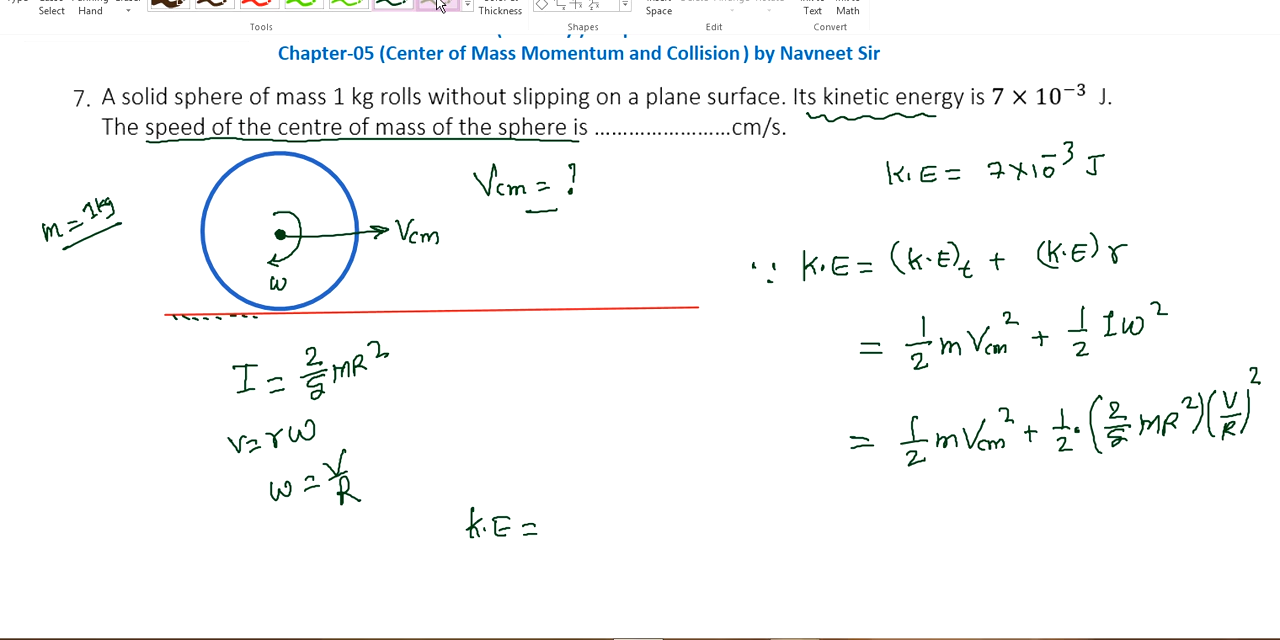 Select
Hand
Thickness
Space
Text
Math
Tools
Shapes
Edit
Convert
Chapter-05 (Center of Mass Momentum and Collision ) by Navneet Sir
7. A solid sphere of mass 1 kg rolls without slipping on a plane surface. Its kinetic energy is 7 × 10⁻³ J.
The speed of the centre of mass of the sphere is ........................cm/s.
m = 1kg
Vcm = ?
Vcm
ω
K.E = 7×10⁻³ J
∵ K.E = (K.E)t + (K.E)r
= 1/2 m Vcm² + 1/2 Iω²
= 1/2 m Vcm² + 1/2 · (2/5 MR²)(V/R)²
I = 2/5 MR²
v = rω
ω = V/R
K.E =